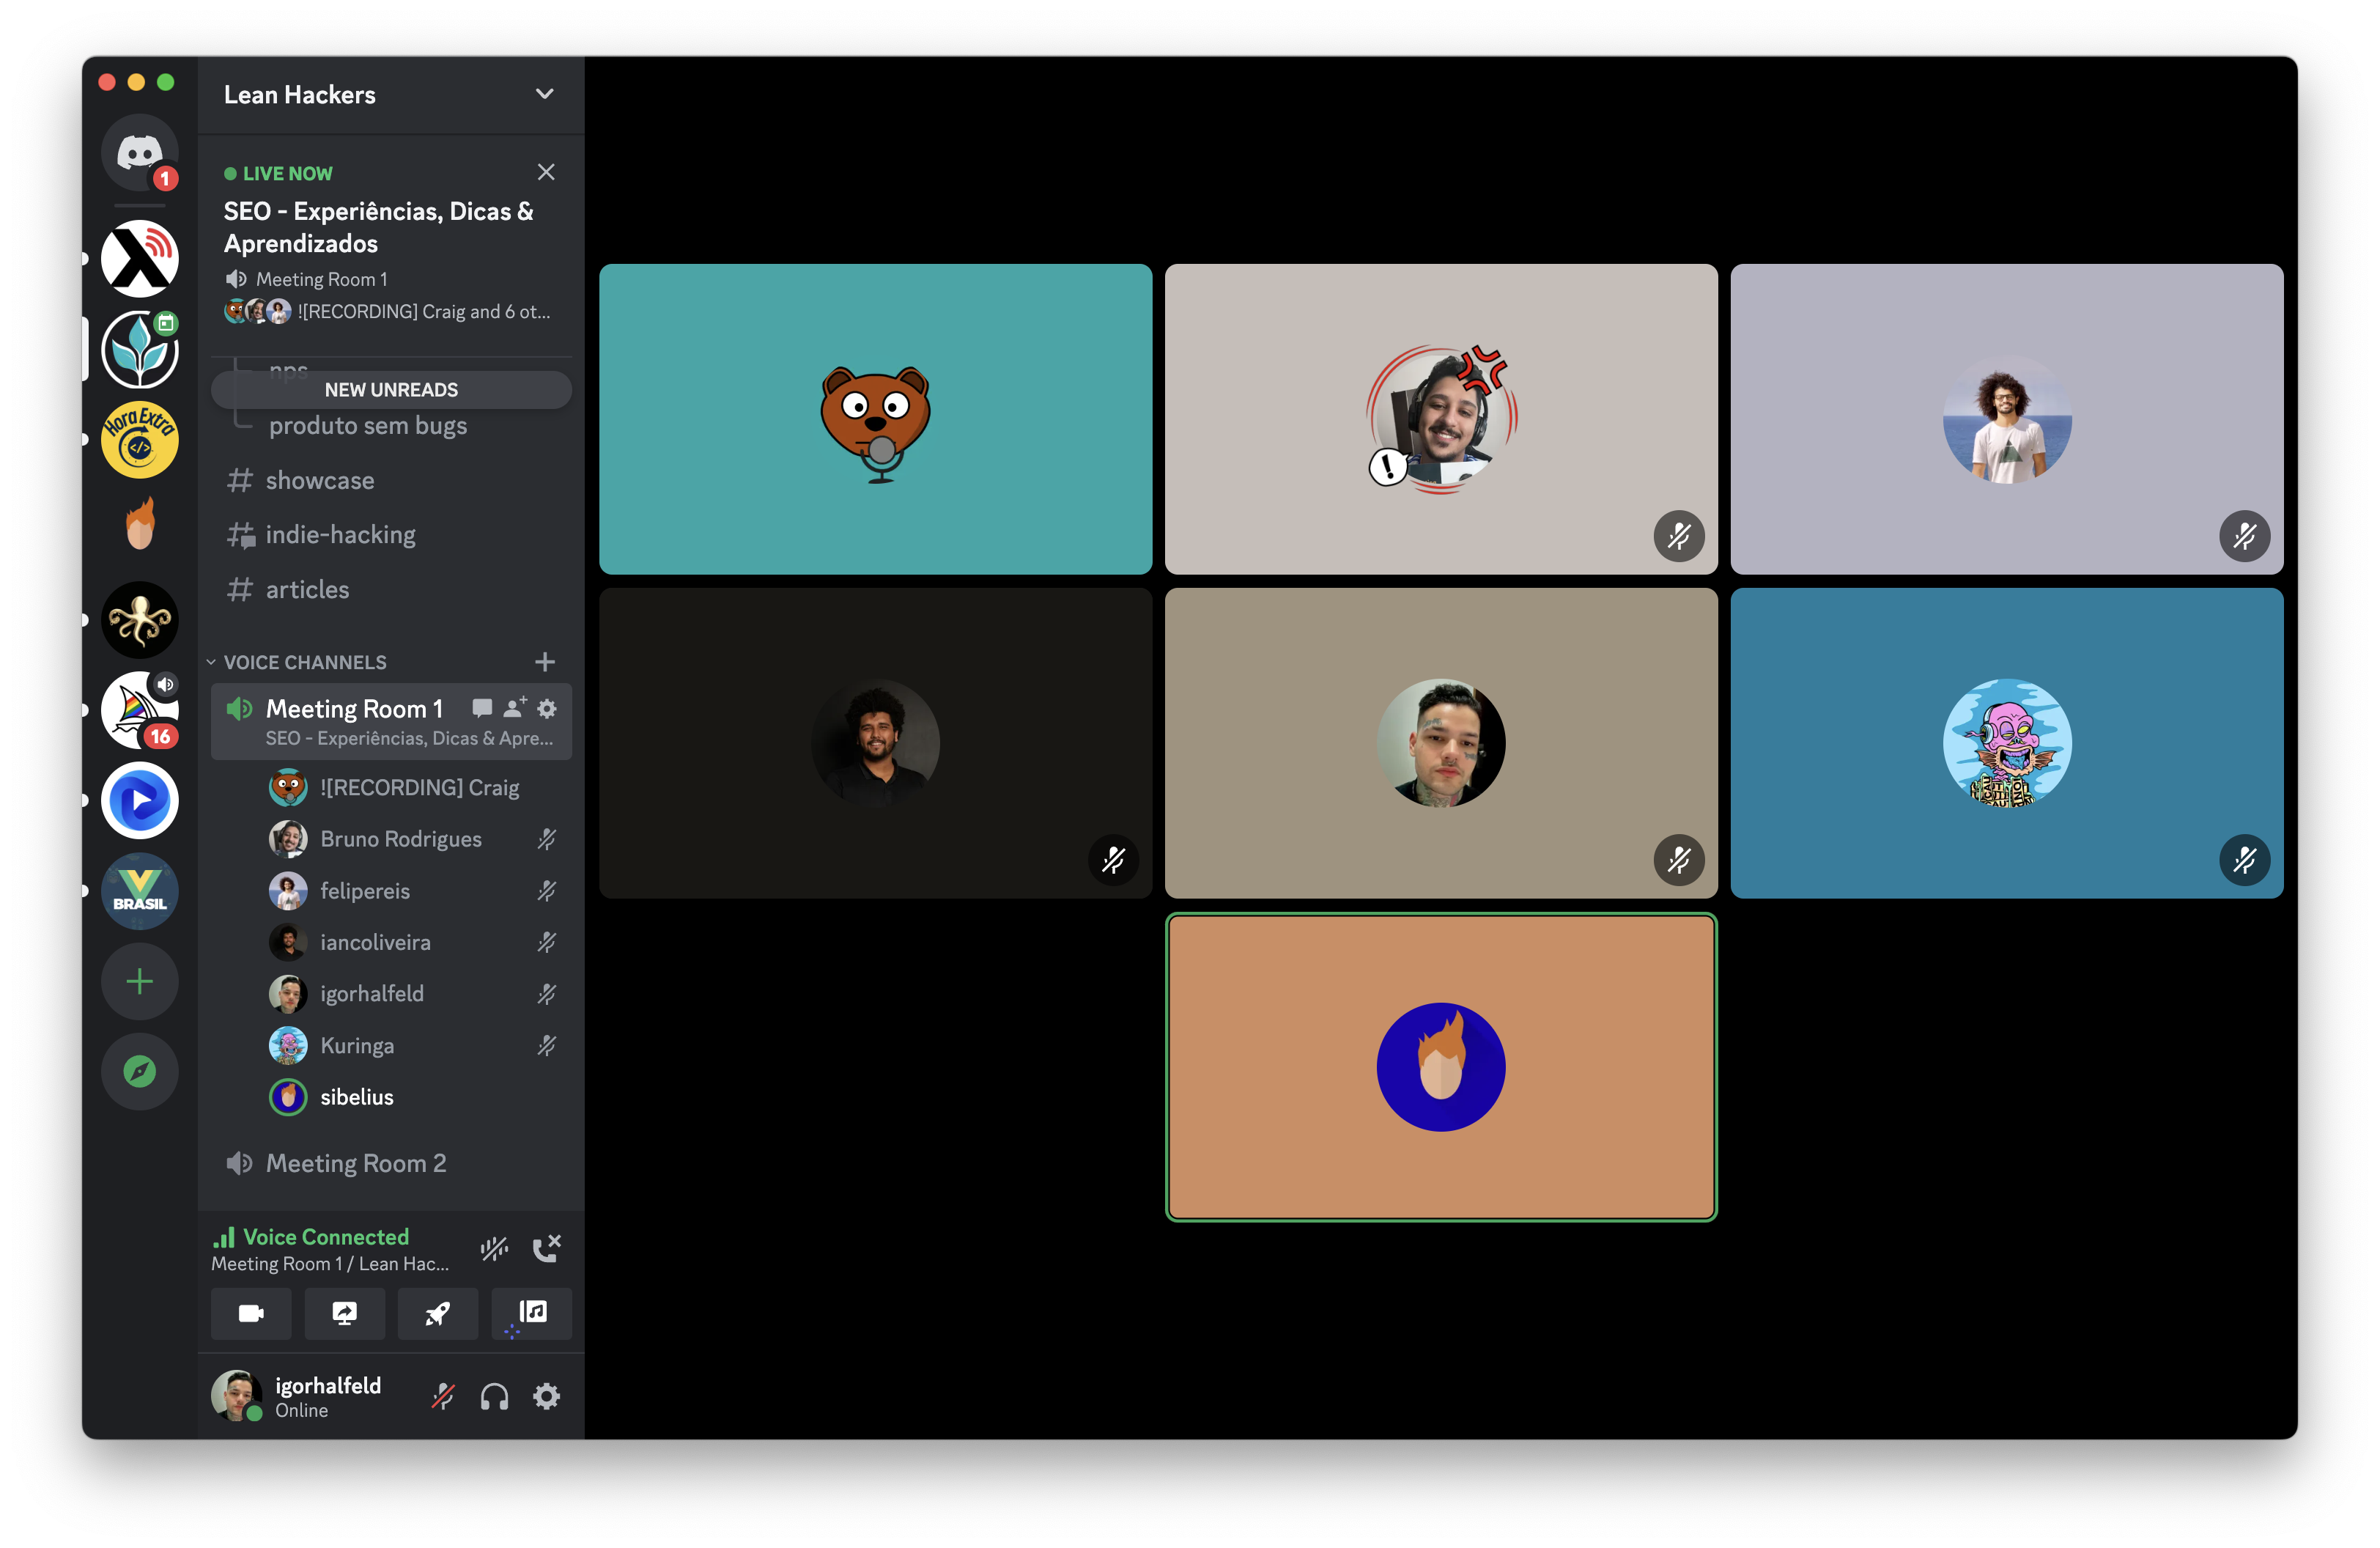 Lean Hackers
1
LIVE NOW
SEO - Experiências, Dicas &
Aprendizados
Meeting Room 1
![RECORDING] Craig and 6 ot...
nps
NEW UNREADS
produto sem bugs
Hora Extra
</>
showcase
indie-hacking
articles
VOICE CHANNELS
Meeting Room 1
SEO - Experiências, Dicas & Apre...
16
![RECORDING] Craig
Bruno Rodrigues
felipereis
BRASIL
iancoliveira
igorhalfeld
Kuringa
sibelius
Meeting Room 2
Voice Connected
Meeting Room 1 / Lean Hac...
igorhalfeld
Online
!